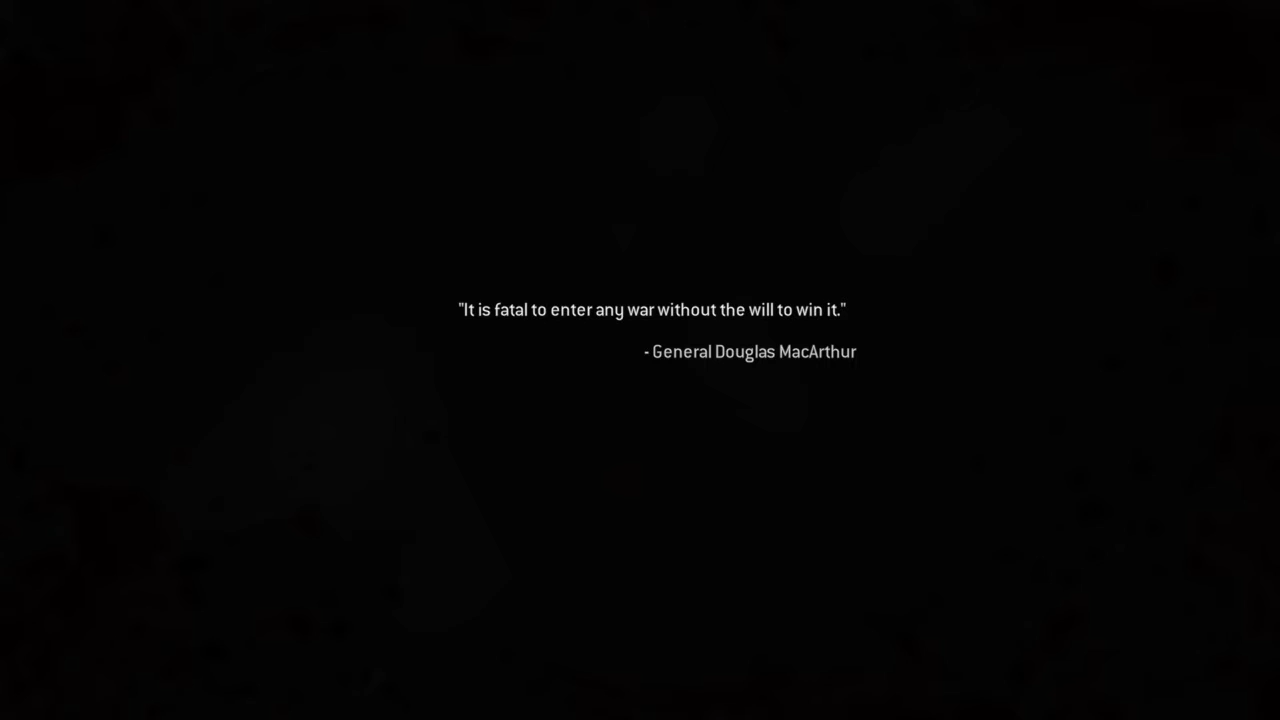 "It is fatal to enter any war without the will to win it."
- General Douglas MacArthur